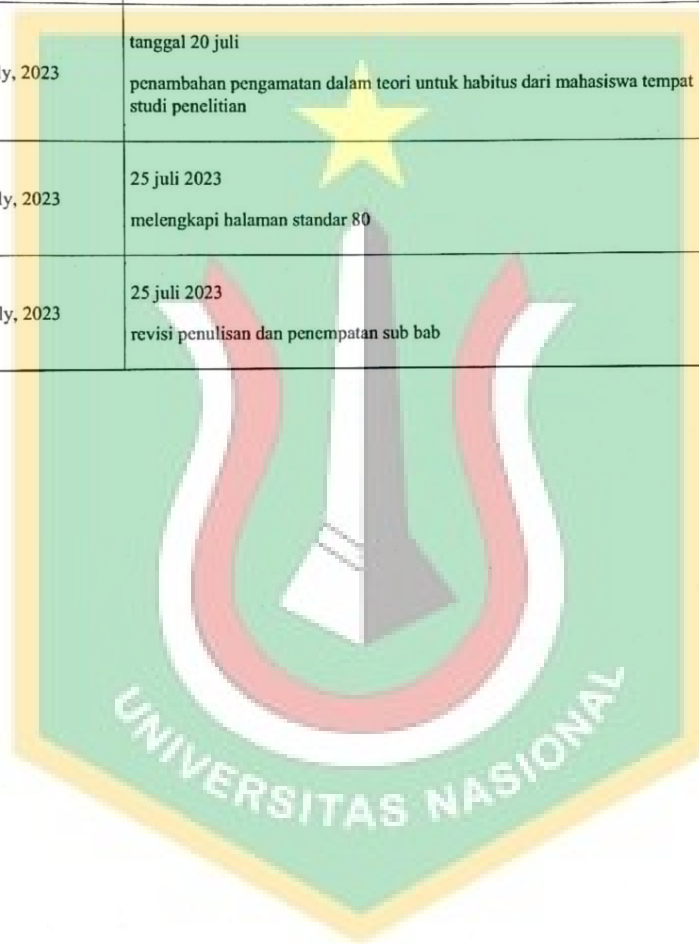 tanggal 20 juli
ly, 2023
penambahan pengamatan dalam teori untuk habitus dari mahasiswa tempat
studi penelitian
25 juli 2023
ly, 2023
melengkapi halaman standar 80
25 juli 2023
ly, 2023
revisi penulisan dan penempatan sub bab
UNIVERSITAS NASIONAL